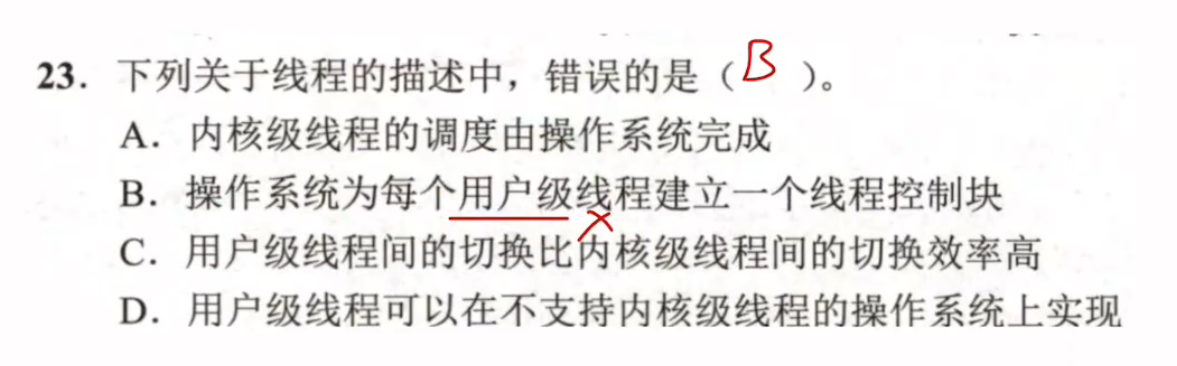 23. 下列关于线程的描述中，错误的是（B）。
A. 内核级线程的调度由操作系统完成
B. 操作系统为每个用户级线程建立一个线程控制块
C. 用户级线程间的切换比内核级线程间的切换效率高
D. 用户级线程可以在不支持内核级线程的操作系统上实现